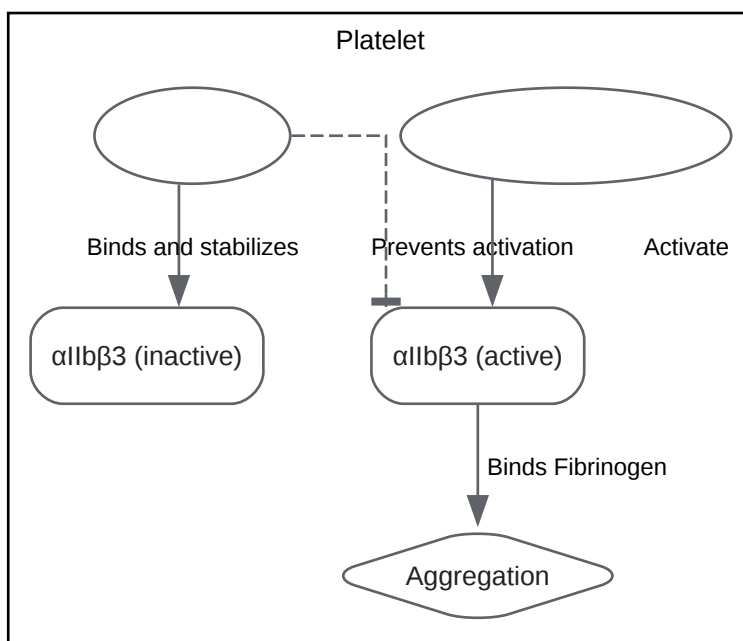 Platelet
Binds and stabilizes
Prevents activation
Activate
αIIbβ3 (inactive)
αIIbβ3 (active)
Binds Fibrinogen
Aggregation